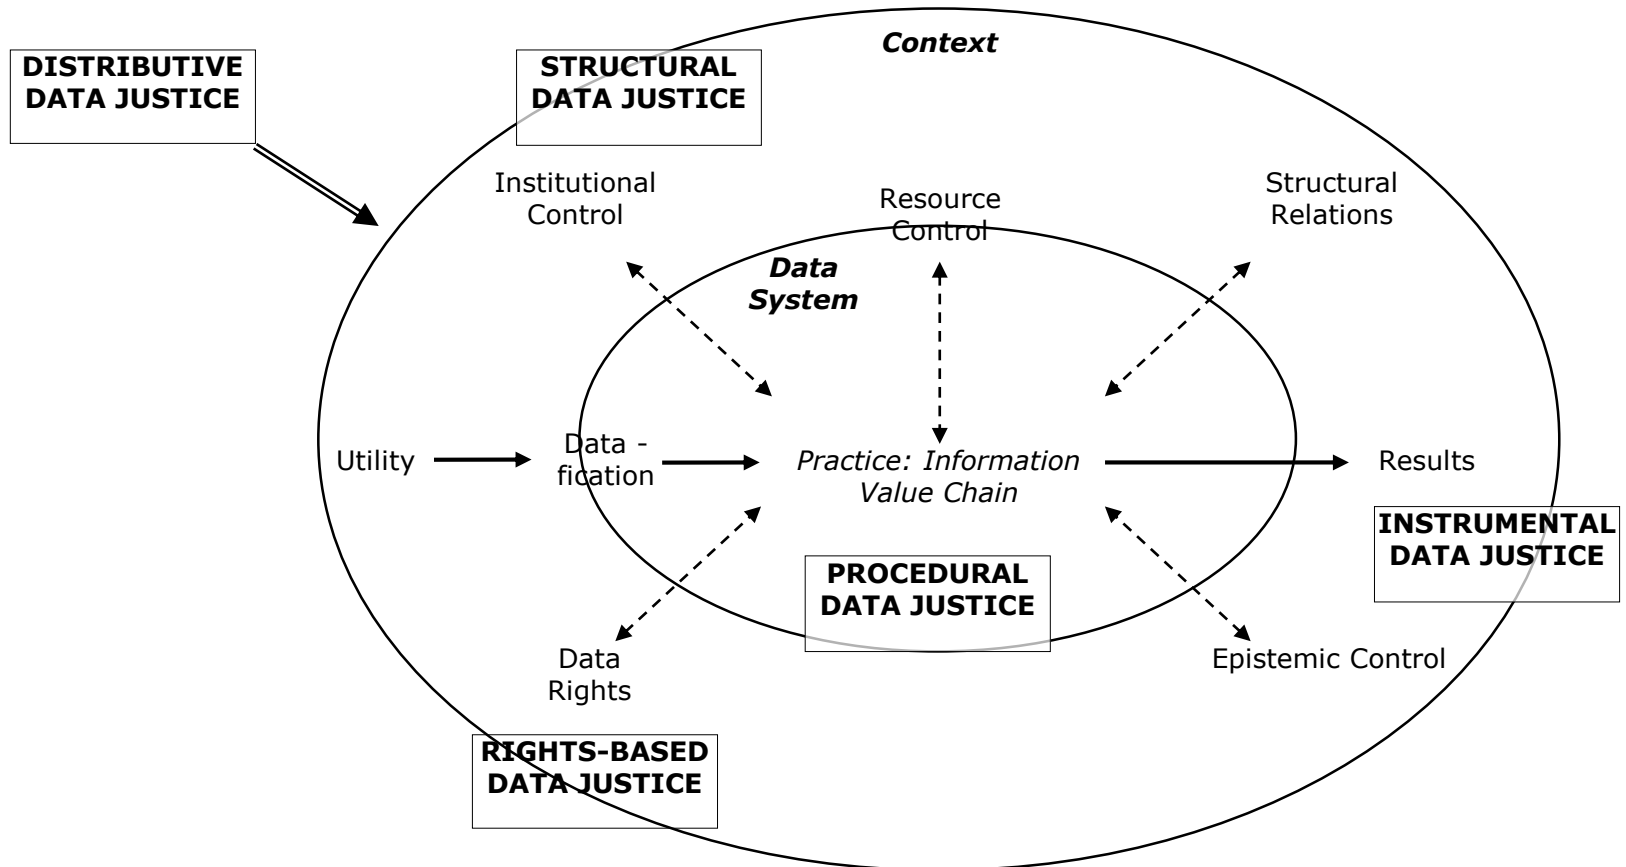 Context
DISTRIBUTIVE
DATA JUSTICE
STRUCTURAL
DATA JUSTICE
Institutional
Control
Resource
Control
Structural
Relations
Data
System
Utility
Data -
fication
Practice: Information
Value Chain
Results
INSTRUMENTAL
DATA JUSTICE
PROCEDURAL
DATA JUSTICE
Data
Rights
Epistemic Control
RIGHTS-BASED
DATA JUSTICE